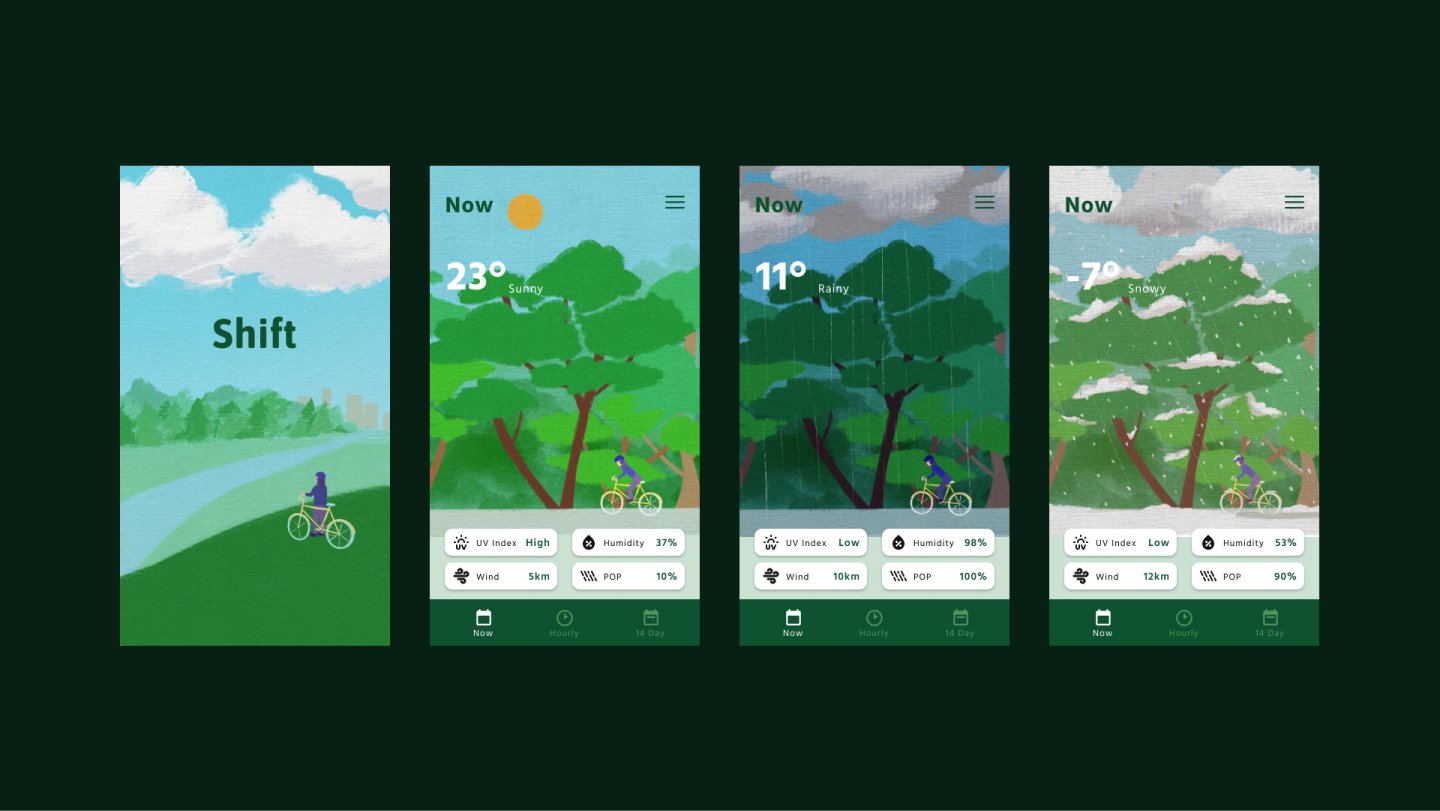 Shift
Now
23°
Sunny
UV Index High
Humidity 37%
Wind 5km
POP 10%
Now
Hourly
14 Day
Now
11°
Rainy
UV Index Low
Humidity 98%
Wind 10km
POP 100%
Now
Hourly
14 Day
Now
-7°
Snowy
UV Index Low
Humidity 53%
Wind 12km
POP 90%
Now
Hourly
14 Day